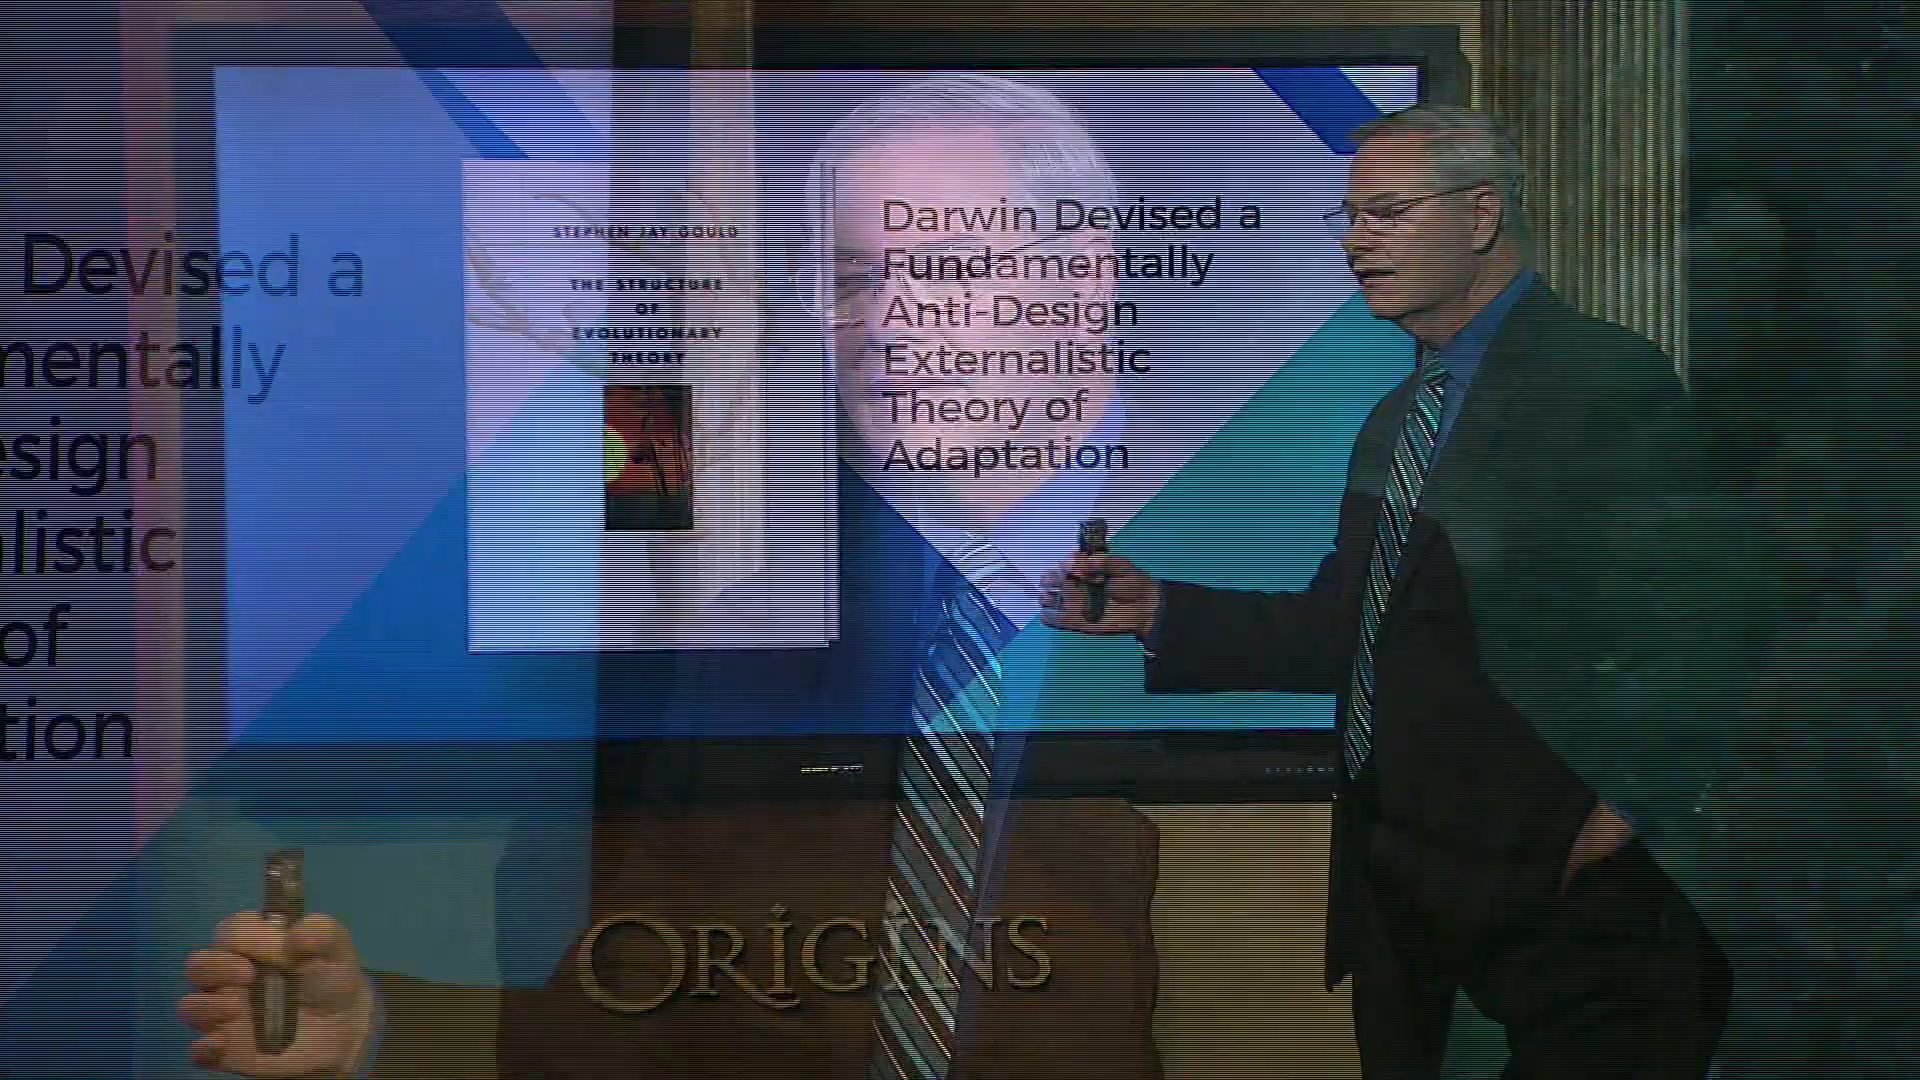 STEPHEN JAY GOULD
THE STRUCTURE
OF
EVOLUTIONARY
THEORY
Darwin Devised a
Fundamentally
Anti-Design
Externalistic
Theory of
Adaptation
Devised a
mentally
esign
alistic
of
tion
ORIGINS